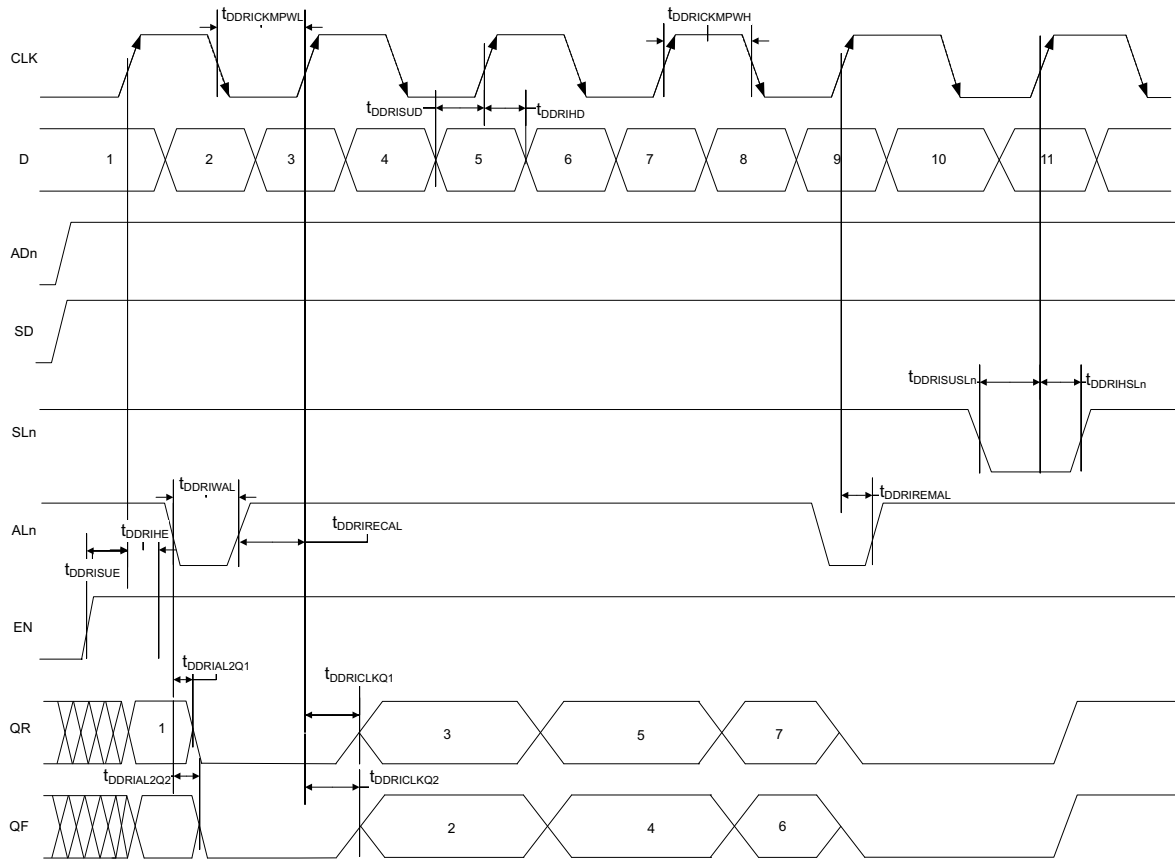 tDDRICKMPWL
tDDRICKMPWH
CLK
tDDRISUD
tDDRIHD
D
1
2
3
4
5
6
7
8
9
10
11
ADn
SD
tDDRISUSLn
tDDRIHSLn
SLn
tDDRIWAL
ALn
tDDRIHE
tDDRIRECAL
tDDRIREMAL
tDDRISUE
EN
tDDRIAL2Q1
tDDRICLKQ1
QR
1
3
5
7
tDDRIAL2Q2
tDDRICLKQ2
QF
2
4
6